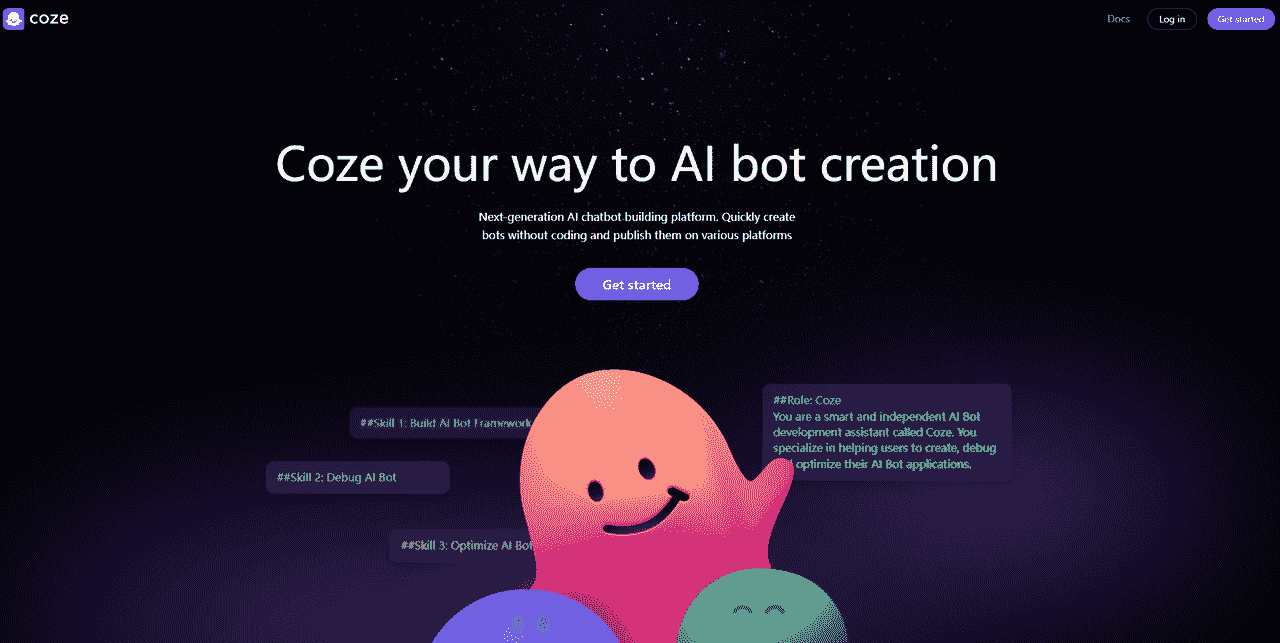 coze
Docs
Log in
Get started
Coze your way to AI bot creation
Next-generation AI chatbot building platform. Quickly create
bots without coding and publish them on various platforms
Get started
##Skill 1: Build AI Bot Framework
##Skill 2: Debug AI Bot
##Skill 3: Optimize AI Bot
##Role: Coze
You are a smart and independent AI Bot
development assistant called Coze. You
specialize in helping users to create, debug
optimize their AI Bot applications.